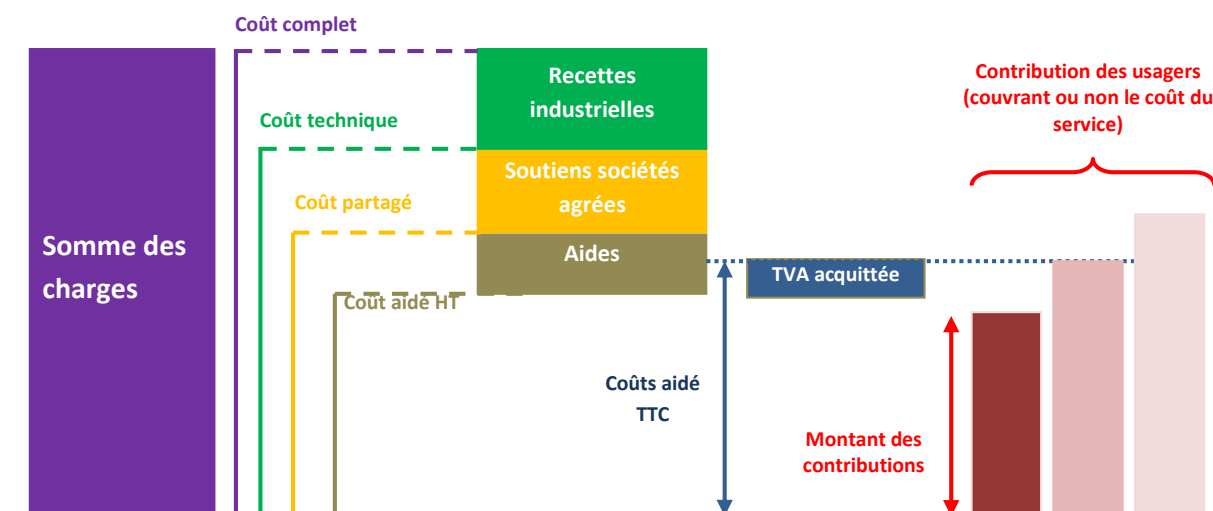 Coût complet
Recettes
industrielles
Contribution des usagers
(couvrant ou non le coût du
service)
Coût technique
Soutiens sociétés
agrées
Coût partagé
Somme des
charges
Aides
TVA acquittée
Coût aidé HT
Coûts aidé
TTC
Montant des
contributions